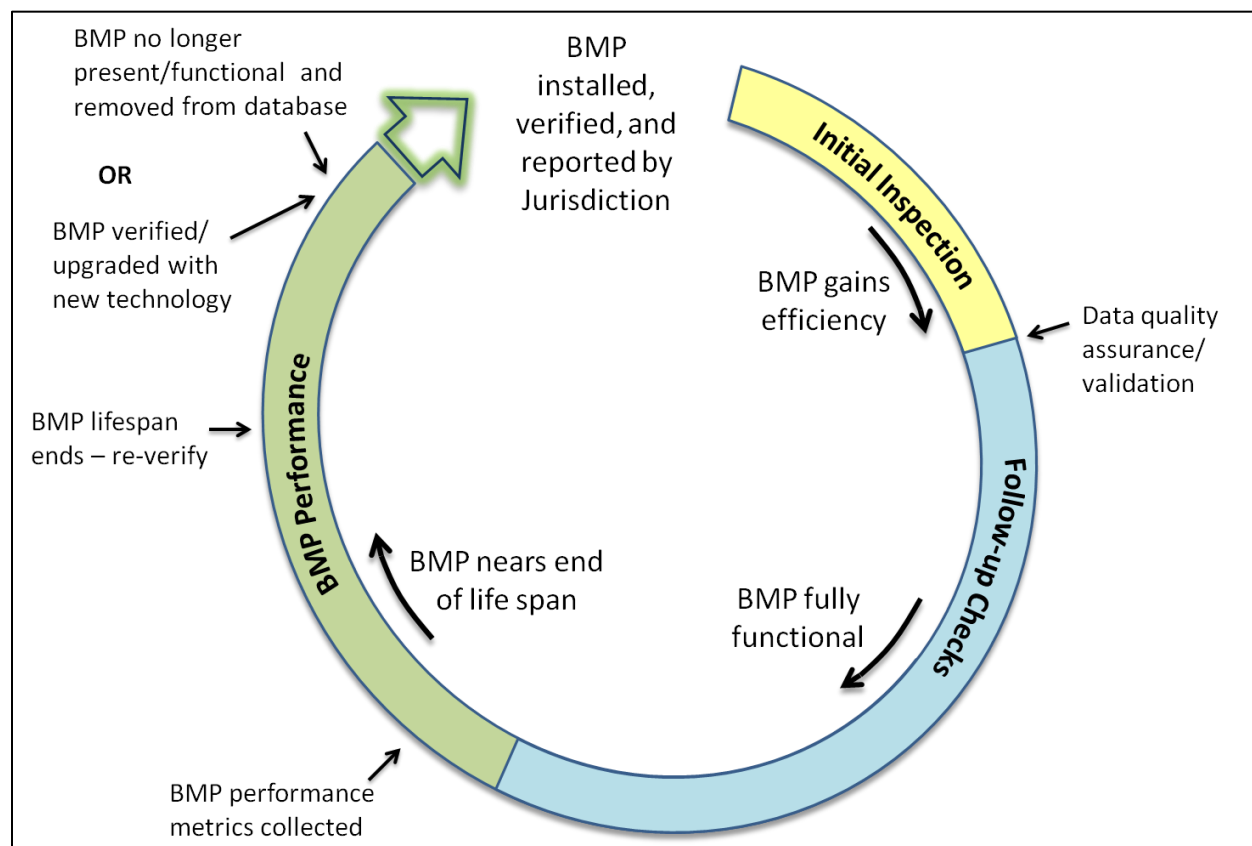 BMP
installed,
verified, and
reported by
Jurisdiction
Initial Inspection
BMP gains
efficiency
Data quality
assurance/
validation
Follow-up Checks
BMP fully
functional
BMP performance
metrics collected
BMP Performance
BMP nears end
of life span
BMP lifespan
ends – re-verify
BMP verified/
upgraded with
new technology
OR
BMP no longer
present/functional and
removed from database